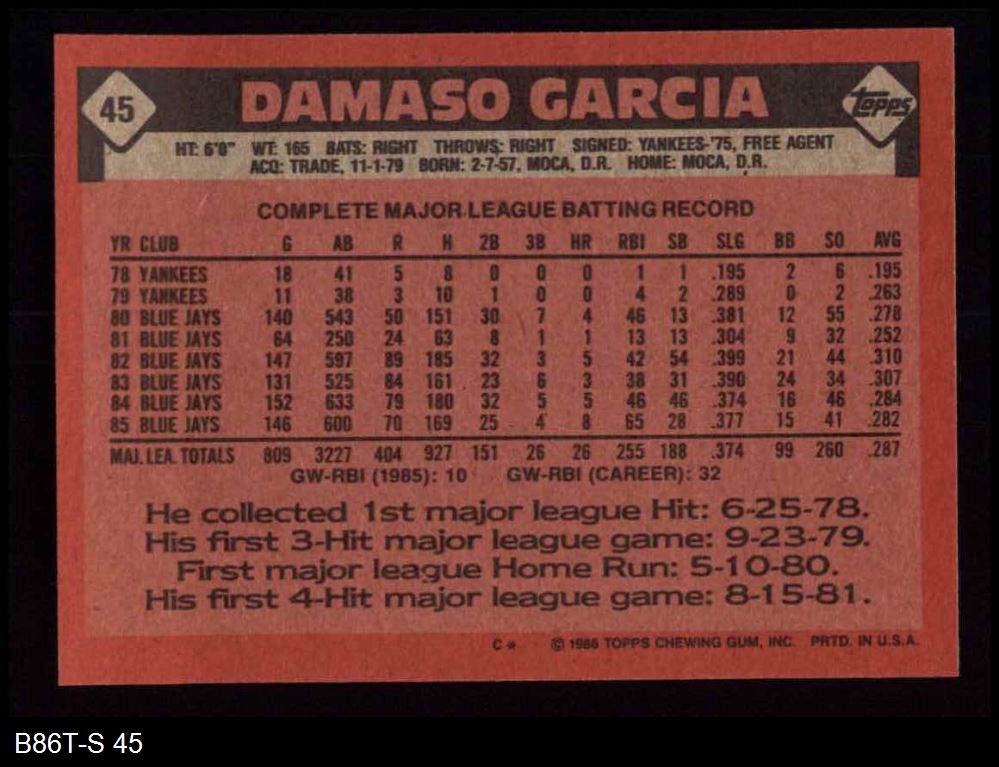 45 DAMASO GARCIA Topps
HT: 6'0" WT: 165 BATS: RIGHT THROWS: RIGHT SIGNED: YANKEES-'75, FREE AGENT
ACQ: TRADE, 11-1-79 BORN: 2-7-57, MOCA, D.R. HOME: MOCA, D.R.
COMPLETE MAJOR LEAGUE BATTING RECORD
YR CLUB G AB R H 2B 3B HR RBI SB SLG BB SO AVG
78 YANKEES 18 41 5 8 0 0 0 1 1 .195 2 6 .195
79 YANKEES 11 38 3 10 1 0 0 4 2 .289 0 2 .263
80 BLUE JAYS 140 543 50 151 30 7 4 46 13 .381 12 55 .278
81 BLUE JAYS 64 250 24 63 8 1 1 13 13 .304 9 32 .252
82 BLUE JAYS 147 597 89 185 32 3 5 42 54 .399 21 44 .310
83 BLUE JAYS 131 525 84 161 23 6 3 38 31 .390 24 34 .307
84 BLUE JAYS 152 633 79 180 32 5 5 46 46 .374 16 46 .284
85 BLUE JAYS 146 600 70 169 25 4 8 65 28 .377 15 41 .282
MAJ. LEA. TOTALS 809 3227 404 927 151 26 26 255 188 .374 99 260 .287
GW-RBI (1985): 10 GW-RBI (CAREER): 32
He collected 1st major league Hit: 6-25-78.
His first 3-Hit major league game: 9-23-79.
First major league Home Run: 5-10-80.
His first 4-Hit major league game: 8-15-81.
C* © 1986 TOPPS CHEWING GUM, INC. PRTD. IN U.S.A.
B86T-S 45